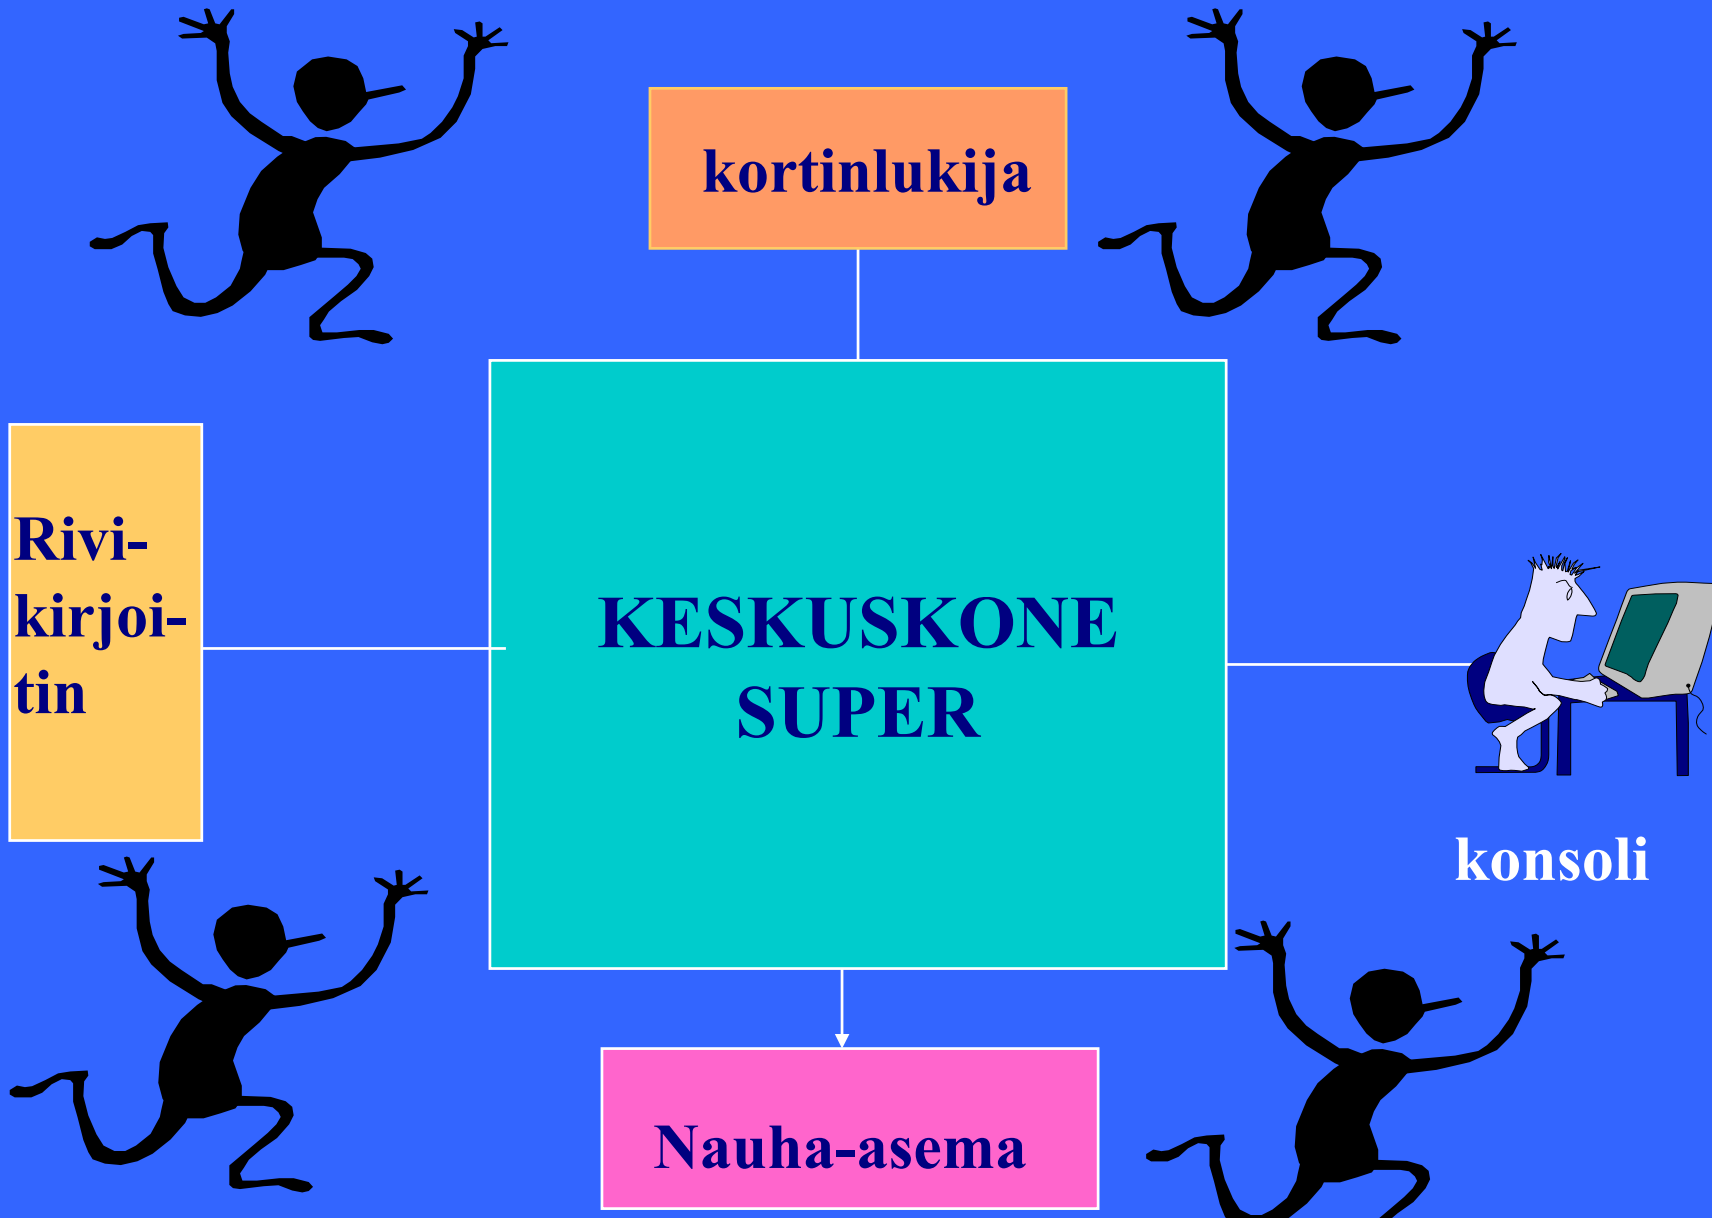 kortinlukija
Rivi-
kirjoi-
tin
KESKUSKONE
SUPER
konsoli
Nauha-asema